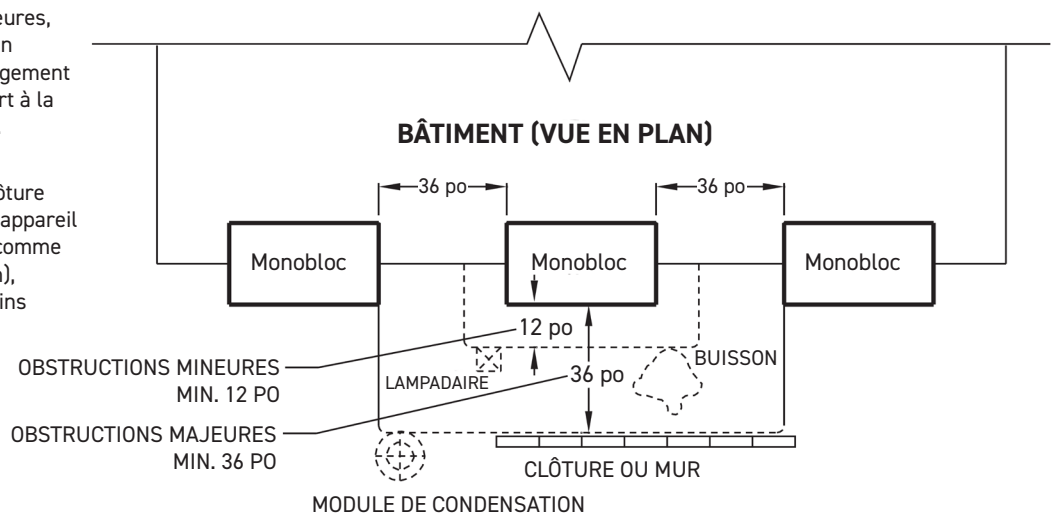 gement
rt à la
ôture
appareil
comme
BÂTIMENT (VUE EN PLAN)
36 po
36 po
Monobloc
Monobloc
Monobloc
12 po
OBSTRUCTIONS MINEURES
MIN. 12 PO
LAMPADAIRE
BUISSON
36 po
OBSTRUCTIONS MAJEURES
MIN. 36 PO
CLÔTURE OU MUR
MODULE DE CONDENSATION